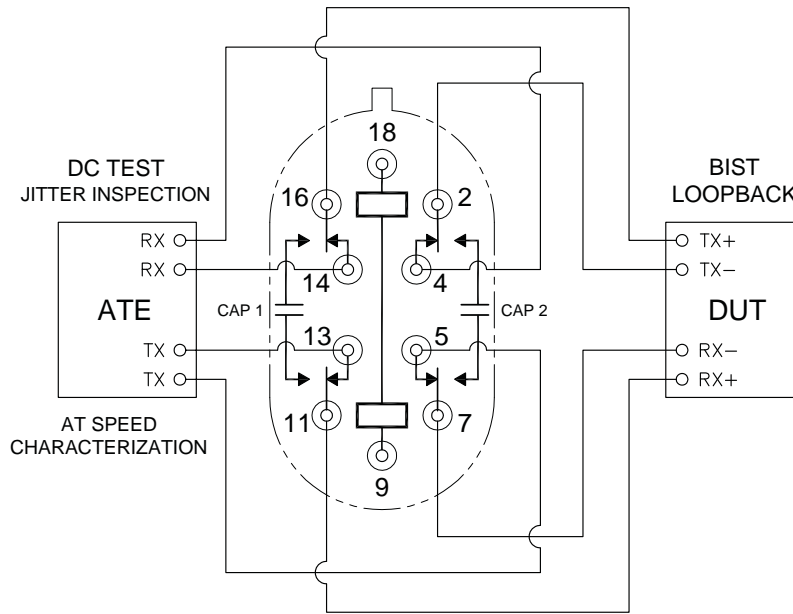 18
DC TEST
JITTER INSPECTION
BIST
LOOPBACK
16
2
RX
RX
TX+
TX-
14
4
ATE
CAP 1
CAP 2
DUT
13
5
TX
TX
RX-
RX+
11
7
AT SPEED
CHARACTERIZATION
9